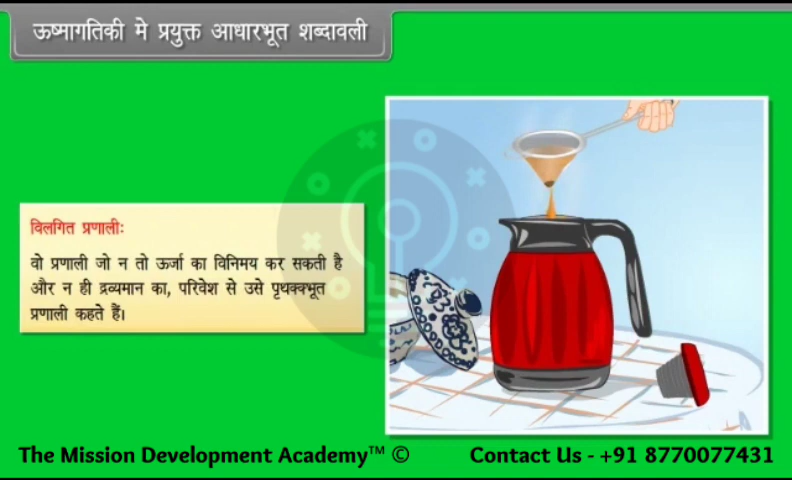 ऊष्मागतिकी मे प्रयुक्त आधारभूत शब्दावली
विलगित प्रणालीः
वो प्रणाली जो न तो ऊर्जा का विनिमय कर सकती है
और न ही द्रव्यमान का, परिवेश से उसे पृथक्क्भूत
प्रणाली कहते हैं।
The Mission Development Academy™ ©
Contact Us - +91 8770077431